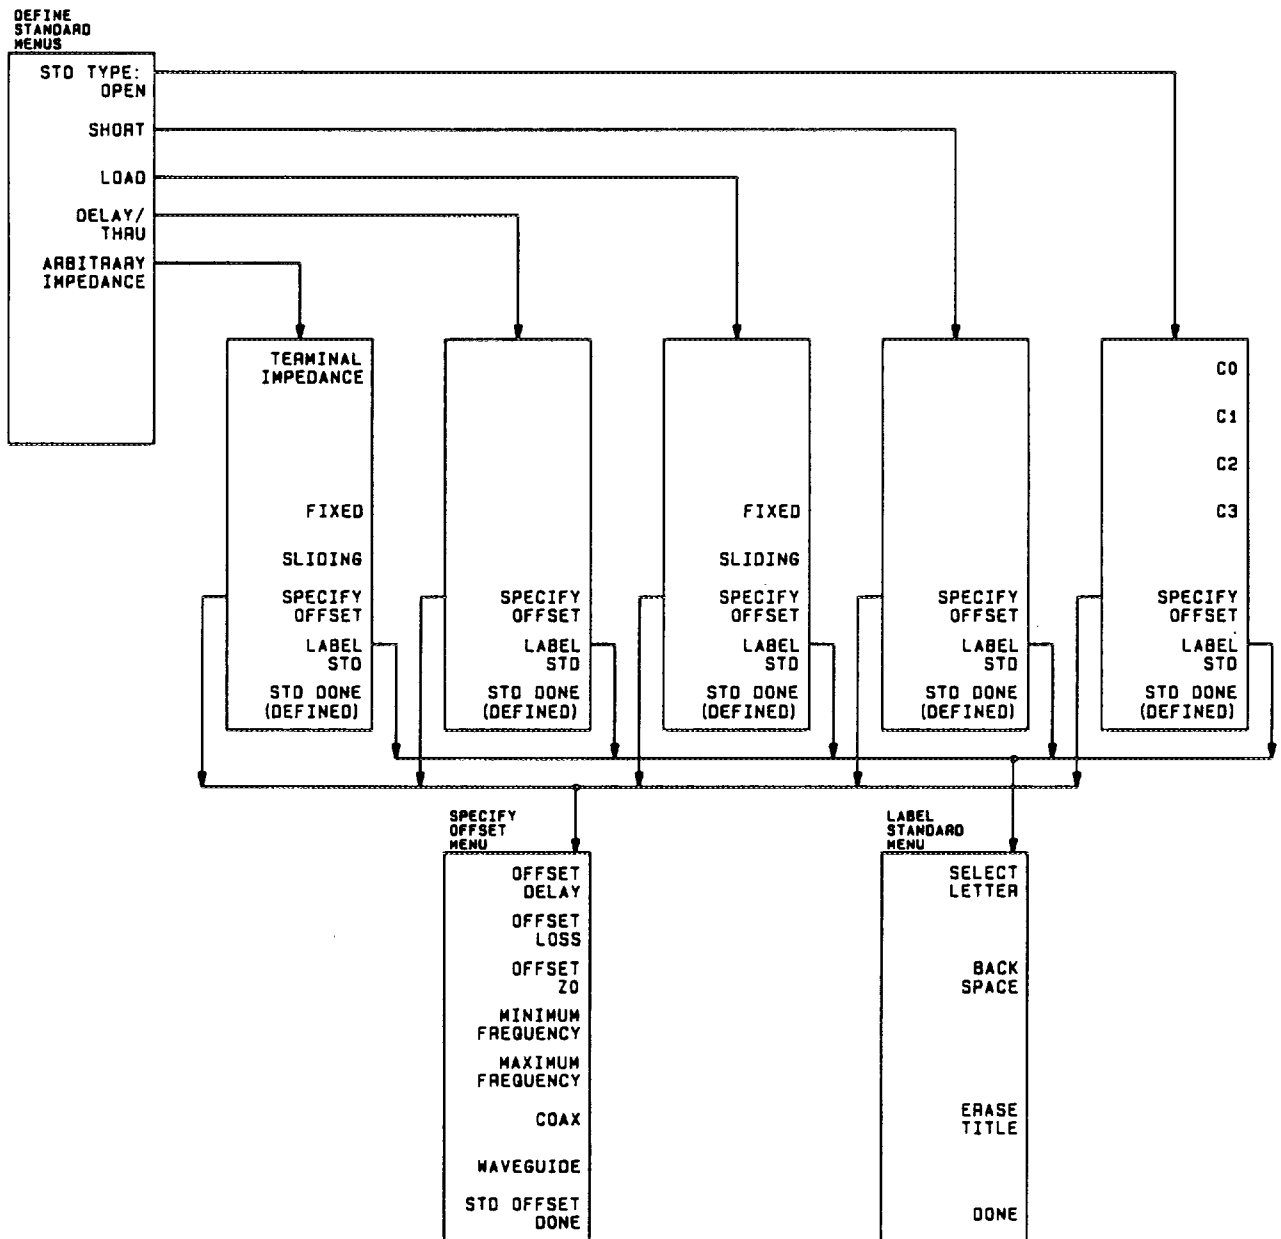 DEFINE
STANDARD
MENUS
STD TYPE:
OPEN
SHORT
LOAD
DELAY/
THRU
ARBITRARY
IMPEDANCE
TERMINAL
IMPEDANCE
FIXED
SLIDING
SPECIFY
OFFSET
LABEL
STD
STD DONE
(DEFINED)
SPECIFY
OFFSET
LABEL
STD
STD DONE
(DEFINED)
FIXED
SLIDING
SPECIFY
OFFSET
LABEL
STD
STD DONE
(DEFINED)
SPECIFY
OFFSET
LABEL
STD
STD DONE
(DEFINED)
C0
C1
C2
C3
SPECIFY
OFFSET
LABEL
STD
STD DONE
(DEFINED)
SPECIFY
OFFSET
MENU
OFFSET
DELAY
OFFSET
LOSS
OFFSET
Z0
MINIMUM
FREQUENCY
MAXIMUM
FREQUENCY
COAX
WAVEGUIDE
STD OFFSET
DONE
LABEL
STANDARD
MENU
SELECT
LETTER
BACK
SPACE
ERASE
TITLE
DONE